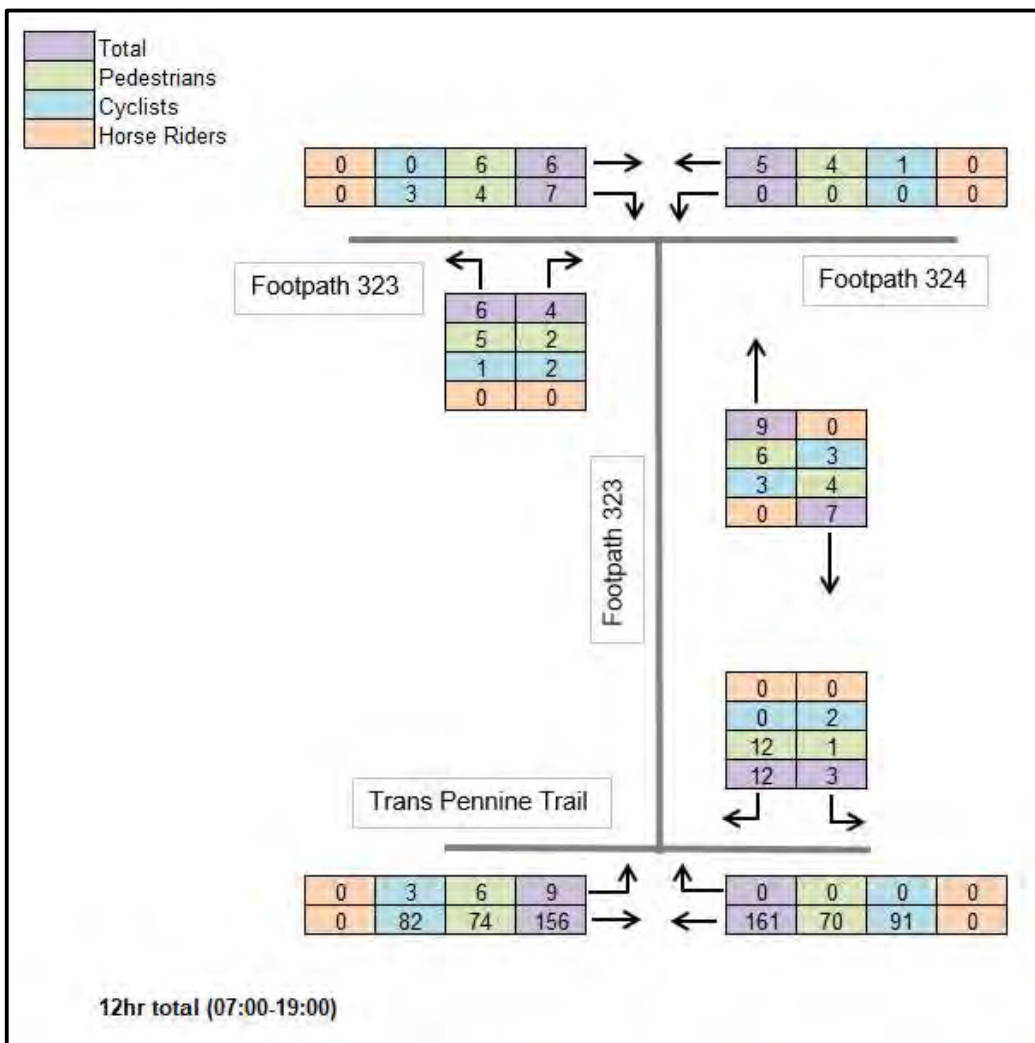 Total
Pedestrians
Cyclists
Horse Riders
0 0 6 6
0 3 4 7
5 4 1 0
0 0 0 0
Footpath 323
Footpath 324
6 4
5 2
1 2
0 0
9 0
6 3
3 4
0 7
Footpath 323
0 0
0 2
12 1
12 3
Trans Pennine Trail
0 3 6 9
0 82 74 156
0 0 0 0
161 70 91 0
12hr total (07:00-19:00)